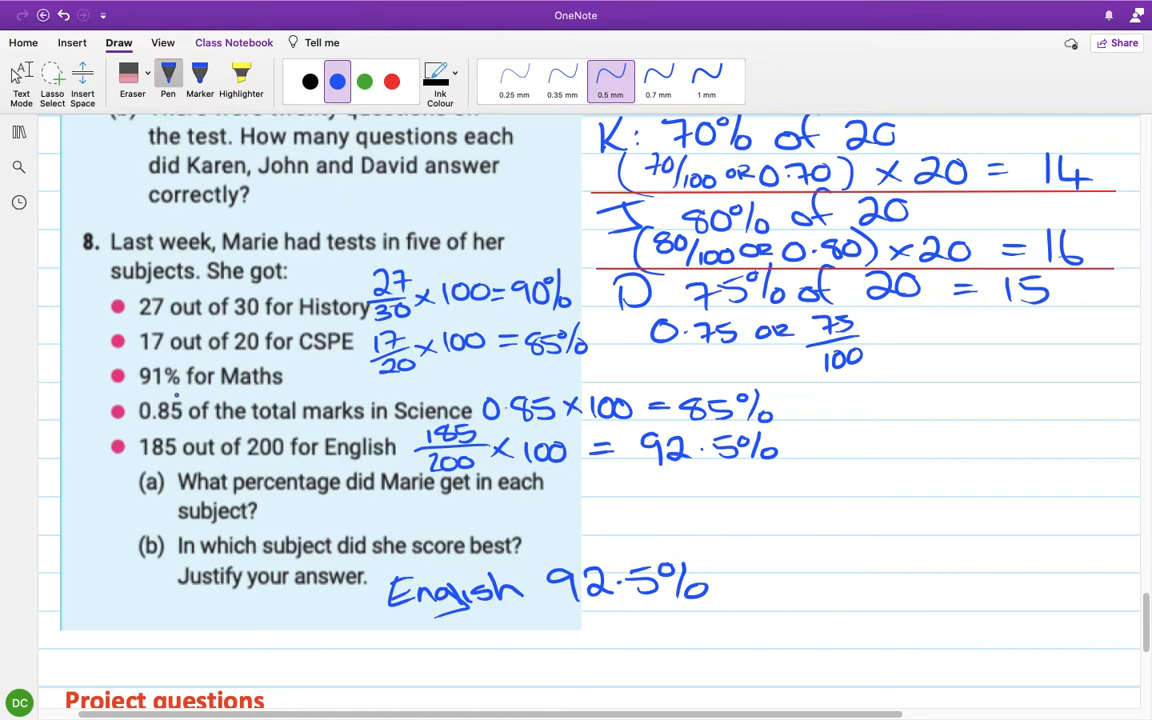 OneNote
Home Insert Draw View Class Notebook Tell me Share
Text Mode Lasso Select Insert Space Eraser Pen Marker Highlighter Ink Colour 0.25 mm 0.35 mm 0.5 mm 0.7 mm 1 mm
the test. How many questions each
did Karen, John and David answer
correctly?
K: 70% of 20
(70/100 OR 0.70) × 20 = 14
J 80% of 20
(80/100 OR 0.80) × 20 = 16
D 75% of 20 = 15
0.75 OR 75/100
8. Last week, Marie had tests in five of her
subjects. She got:
27 out of 30 for History 27/30 × 100 = 90%
17 out of 20 for CSPE 17/20 × 100 = 85%
91% for Maths
0.85 of the total marks in Science 0.85 × 100 = 85%
185 out of 200 for English 185/200 × 100 = 92.5%
(a) What percentage did Marie get in each
subject?
(b) In which subject did she score best?
Justify your answer. English 92.5%
Project questions
DC